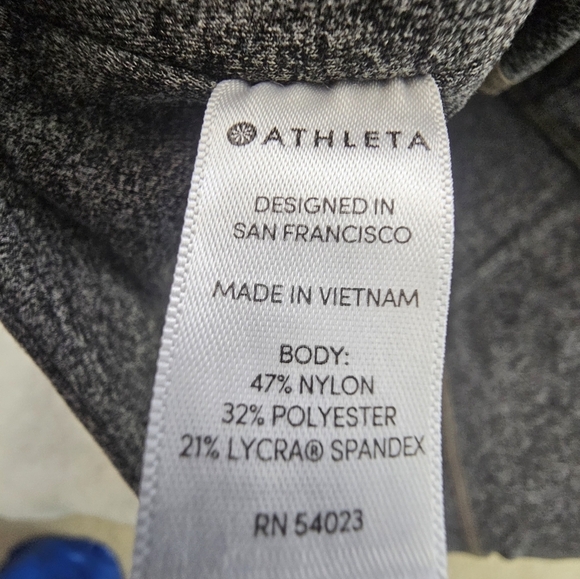 ATHLETA
DESIGNED IN
SAN FRANCISCO
MADE IN VIETNAM
BODY:
47% NYLON
32% POLYESTER
21% LYCRA® SPANDEX
RN 54023